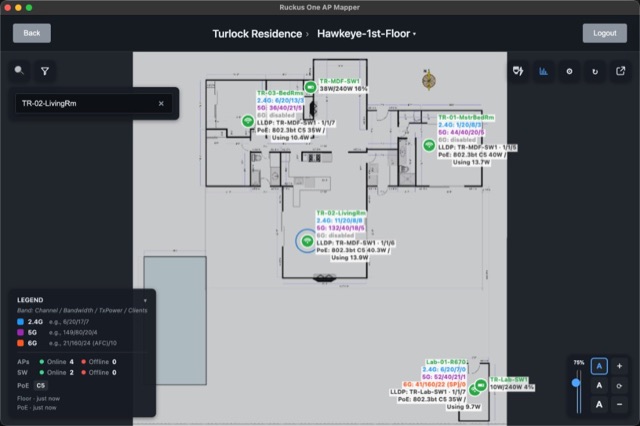 Ruckus One AP Mapper
Back
Turlock Residence › Hawkeye-1st-Floor
Logout
TR-02-LivingRm ×
TR-MDF-SW1
38W/240W 16%
TR-03-BedRms
2.4G: 6/20/13/3
5G: 36/40/21/5
6G: disabled
LLDP: TR-MDF-SW1 - 1/1/7
PoE: 802.3bt C5 35W /
Using 10.4W
TR-01-MstrBedRm
2.4G: 1/20/8/3
5G: 44/40/20/5
6G: disabled
LLDP: TR-MDF-SW1 - 1/1/5
PoE: 802.3bt C5 40W /
Using 13.7W
TR-02-LivingRm
2.4G: 11/20/8/8
5G: 132/40/18/5
6G: disabled
LLDP: TR-MDF-SW1 - 1/1/6
PoE: 802.3bt C5 40.3W /
Using 13.9W
LEGEND
Band: Channel / Bandwidth / TxPower / Clients
2.4G e.g., 6/20/17/7
5G e.g., 149/80/20/4
6G e.g., 21/160/24 (AFC)/10
APs Online 4 Offline 0
SW Online 2 Offline 0
PoE C5
Floor · just now
PoE · just now
Lab-01-R670
2.4G: 6/20/7/0
5G: 52/40/21/1
6G: 41/160/22 (SP)/0
LLDP: TR-Lab-SW1 - 1/1/7
PoE: 802.3bt C5 35W /
Using 9.7W
TR-Lab-SW1
10W/240W 4%
A +
A
A −